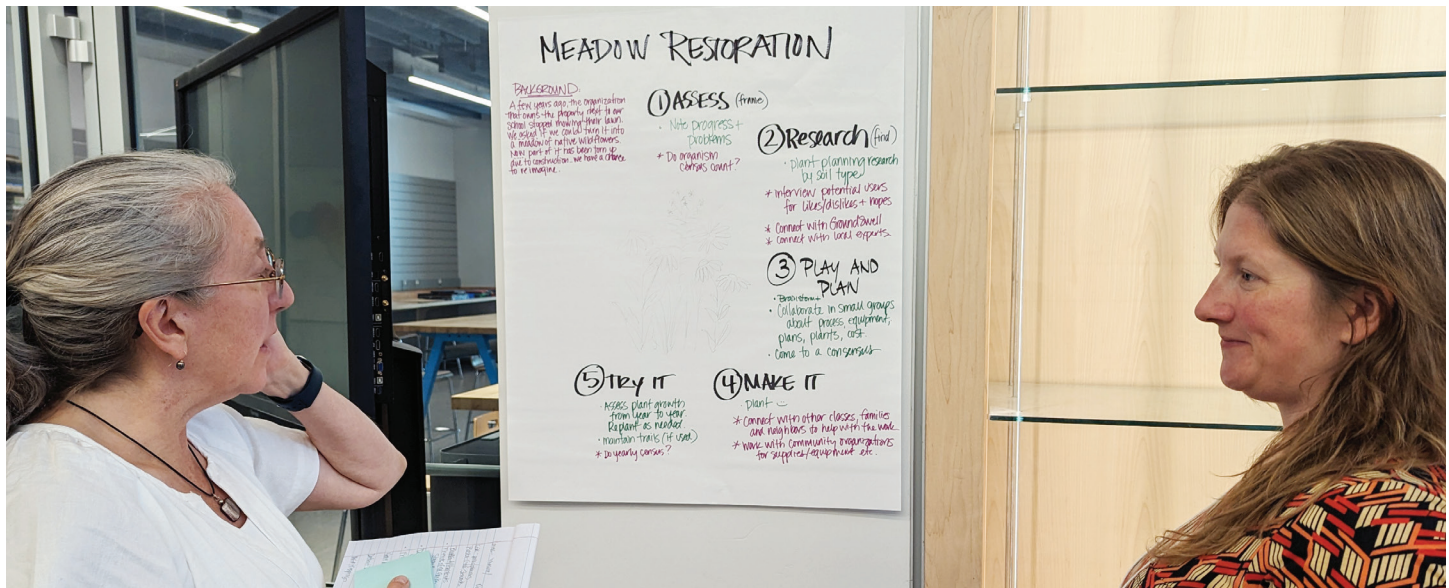 MEADOW RESTORATION
BACKGROUND:
A few years ago, the organization
that owns the property next to our
school stopped mowing their lawn.
We asked if we could turn it into
a meadow of native wildflowers.
Now part of it has been torn up
due to construction. We have a chance
to re imagine.
① ASSESS (frame)
· Note progress +
problems
* Do organism
census count?
② Research (find)
· plant planning research
by soil type
* Interview potential users
for likes/dislikes + hopes
* Connect with GroundSwell
* connect with local experts
③ PLAY AND
PLAN
· Brainstorm +
· Collaborate in small groups
about process, equipment,
plans, plants, cost
· Come to a consensus
④ MAKE IT
· plant
* Connect with other classes, families
and neighbors to help with the work
* Work with Community organizations
for supplies/equipment etc.
⑤ TRY IT
· Assess plant growth
from year to year.
Replant as needed
· maintain trails (if used)
* Do yearly census?